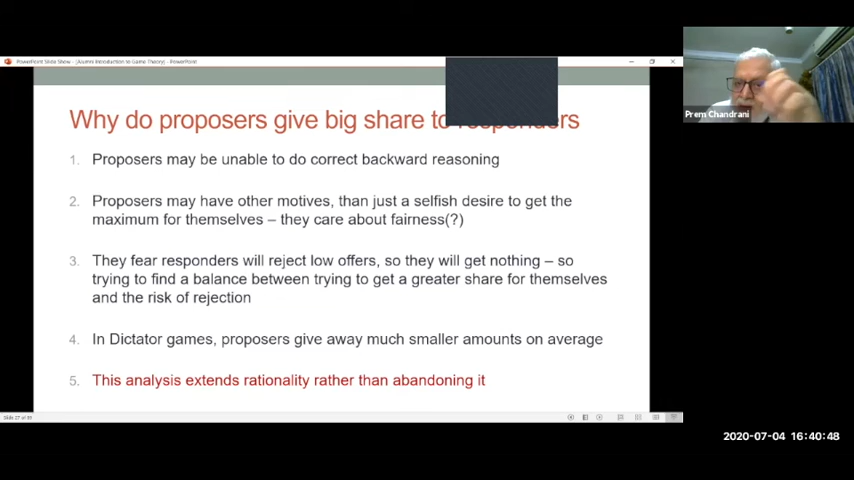 PowerPoint Slide Show - [Alumni Introduction to Game Theory] - PowerPoint
Why do proposers give big share to responders
1. Proposers may be unable to do correct backward reasoning
2. Proposers may have other motives, than just a selfish desire to get the
maximum for themselves – they care about fairness(?)
3. They fear responders will reject low offers, so they will get nothing – so
trying to find a balance between trying to get a greater share for themselves
and the risk of rejection
4. In Dictator games, proposers give away much smaller amounts on average
5. This analysis extends rationality rather than abandoning it
Prem Chandrani
2020-07-04 16:40:48